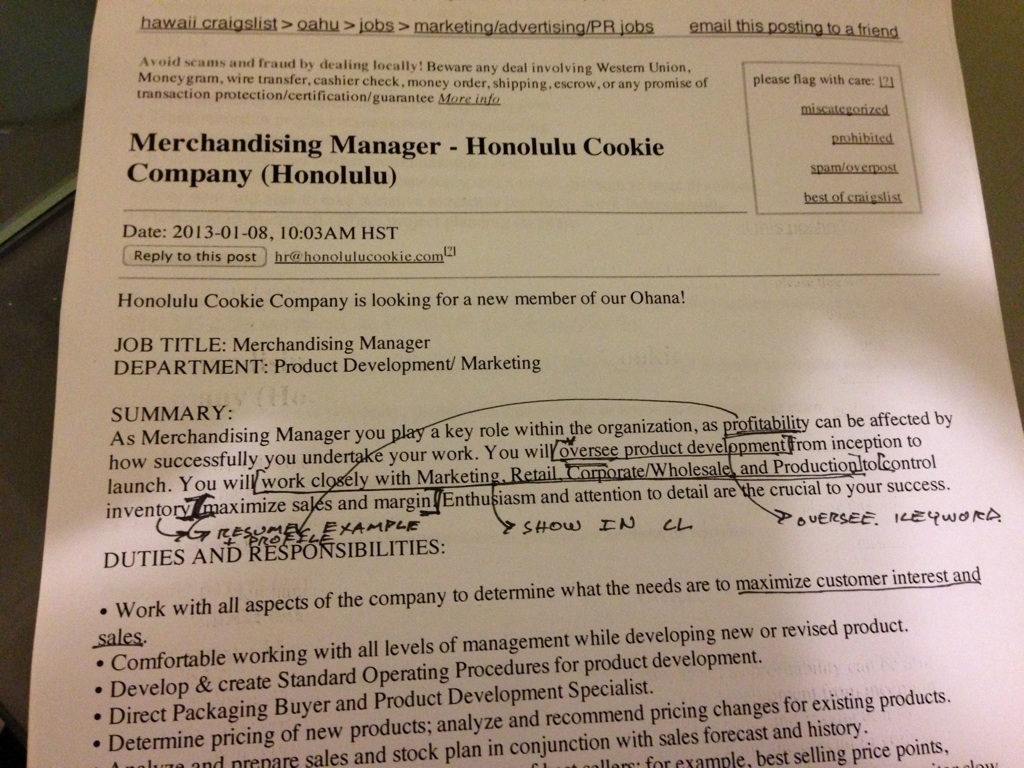 hawaii craigslist > oahu > jobs > marketing/advertising/PR jobs email this posting to a friend
Avoid scams and fraud by dealing locally! Beware any deal involving Western Union,
Moneygram, wire transfer, cashier check, money order, shipping, escrow, or any promise of
transaction protection/certification/guarantee More info
please flag with care: [?]
miscategorized
prohibited
spam/overpost
best of craigslist
Merchandising Manager - Honolulu Cookie
Company (Honolulu)
Date: 2013-01-08, 10:03AM HST
Reply to this post hr@honolulucookie.com[?]
Honolulu Cookie Company is looking for a new member of our Ohana!
JOB TITLE: Merchandising Manager
DEPARTMENT: Product Development/ Marketing
SUMMARY:
As Merchandising Manager you play a key role within the organization, as profitability can be affected by
how successfully you undertake your work. You will oversee product development from inception to
launch. You will work closely with Marketing, Retail, Corporate/Wholesale, and Production to control
inventory, maximize sales and margin. Enthusiasm and attention to detail are the crucial to your success.
RESUME EXAMPLE
+ PROFILE
SHOW IN CL
OVERSEE. KEYWORD.
DUTIES AND RESPONSIBILITIES:
• Work with all aspects of the company to determine what the needs are to maximize customer interest and
sales.
• Comfortable working with all levels of management while developing new or revised product.
• Develop & create Standard Operating Procedures for product development.
• Direct Packaging Buyer and Product Development Specialist.
• Determine pricing of new products; analyze and recommend pricing changes for existing products.
• Analyze and prepare sales and stock plan in conjunction with sales forecast and history.
of best sellers: for example, best selling price points,